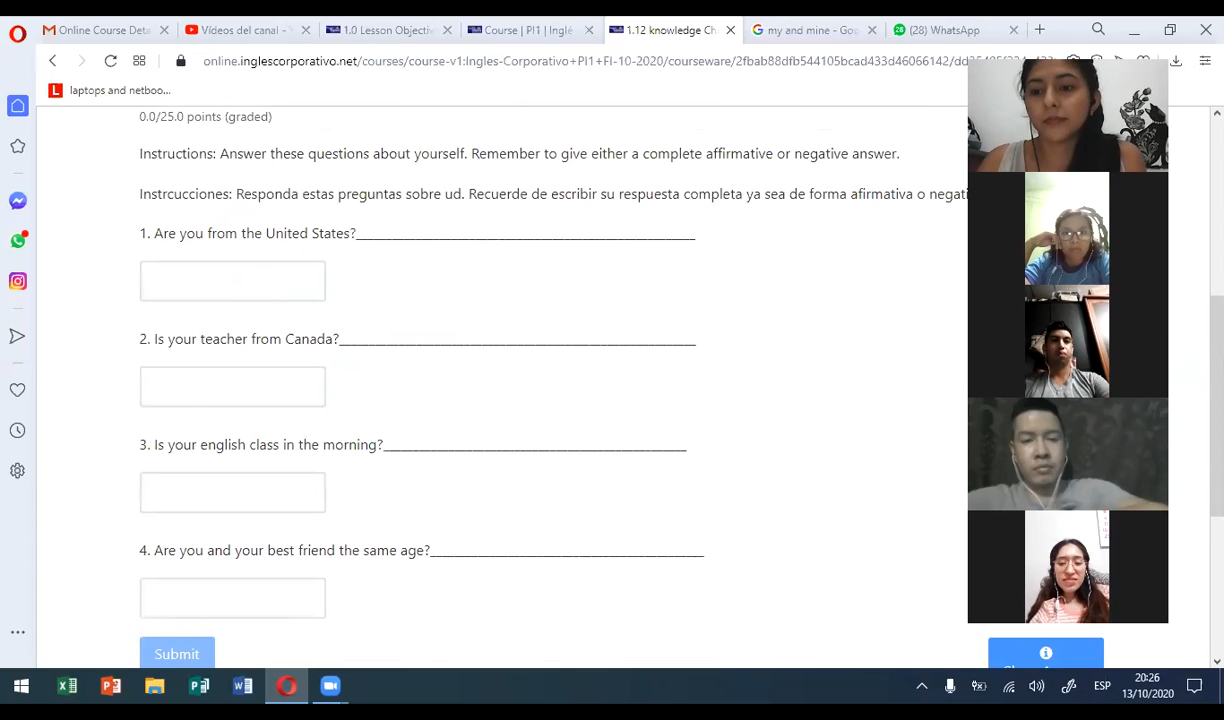 Online Course Deta
Vídeos del canal - Y
1.0 Lesson Objectiv
Course | PI1 | Inglé
1.12 knowledge Ch
my and mine - Goo
(28) WhatsApp
online.inglescorporativo.net/courses/course-v1:Ingles-Corporativo+PI1+FI-10-2020/courseware/2fbab88dfb544105bcad433d46066142/dd
laptops and netboo...
0.0/25.0 points (graded)
Instructions: Answer these questions about yourself. Remember to give either a complete affirmative or negative answer.
Instrcucciones: Responda estas preguntas sobre ud. Recuerde de escribir su respuesta completa ya sea de forma afirmativa o negati
1. Are you from the United States?
2. Is your teacher from Canada?
3. Is your english class in the morning?
4. Are you and your best friend the same age?
Submit
ESP
20:26
13/10/2020